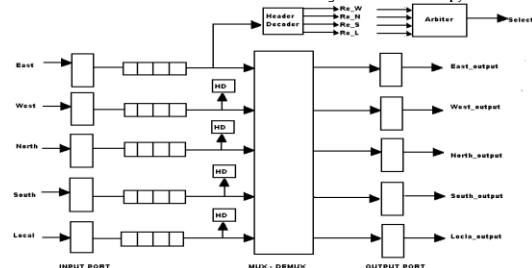 Header
Decoder
Re_W
Re_N
Re_S
Re_L
Arbiter
Select
East
East_output
HD
West
West_output
HD
North
North_output
HD
South
South_output
HD
Local
Locla_output
INPUT PORT
MUX - DEMUX
OUTPUT PORT